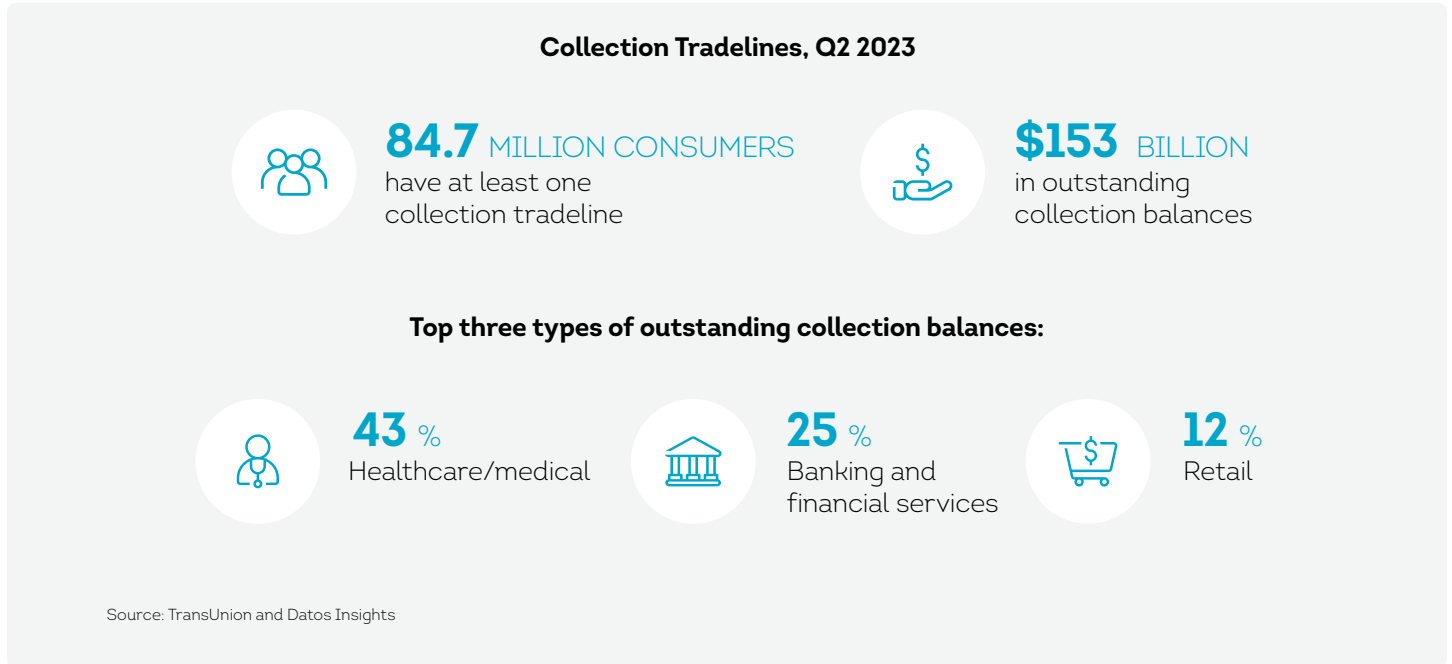 Collection Tradelines, Q2 2023
84.7 MILLION CONSUMERS
have at least one
collection tradeline
$153 BILLION
in outstanding
collection balances
Top three types of outstanding collection balances:
43 %
Healthcare/medical
25 %
Banking and
financial services
12 %
Retail
Source: TransUnion and Datos Insights